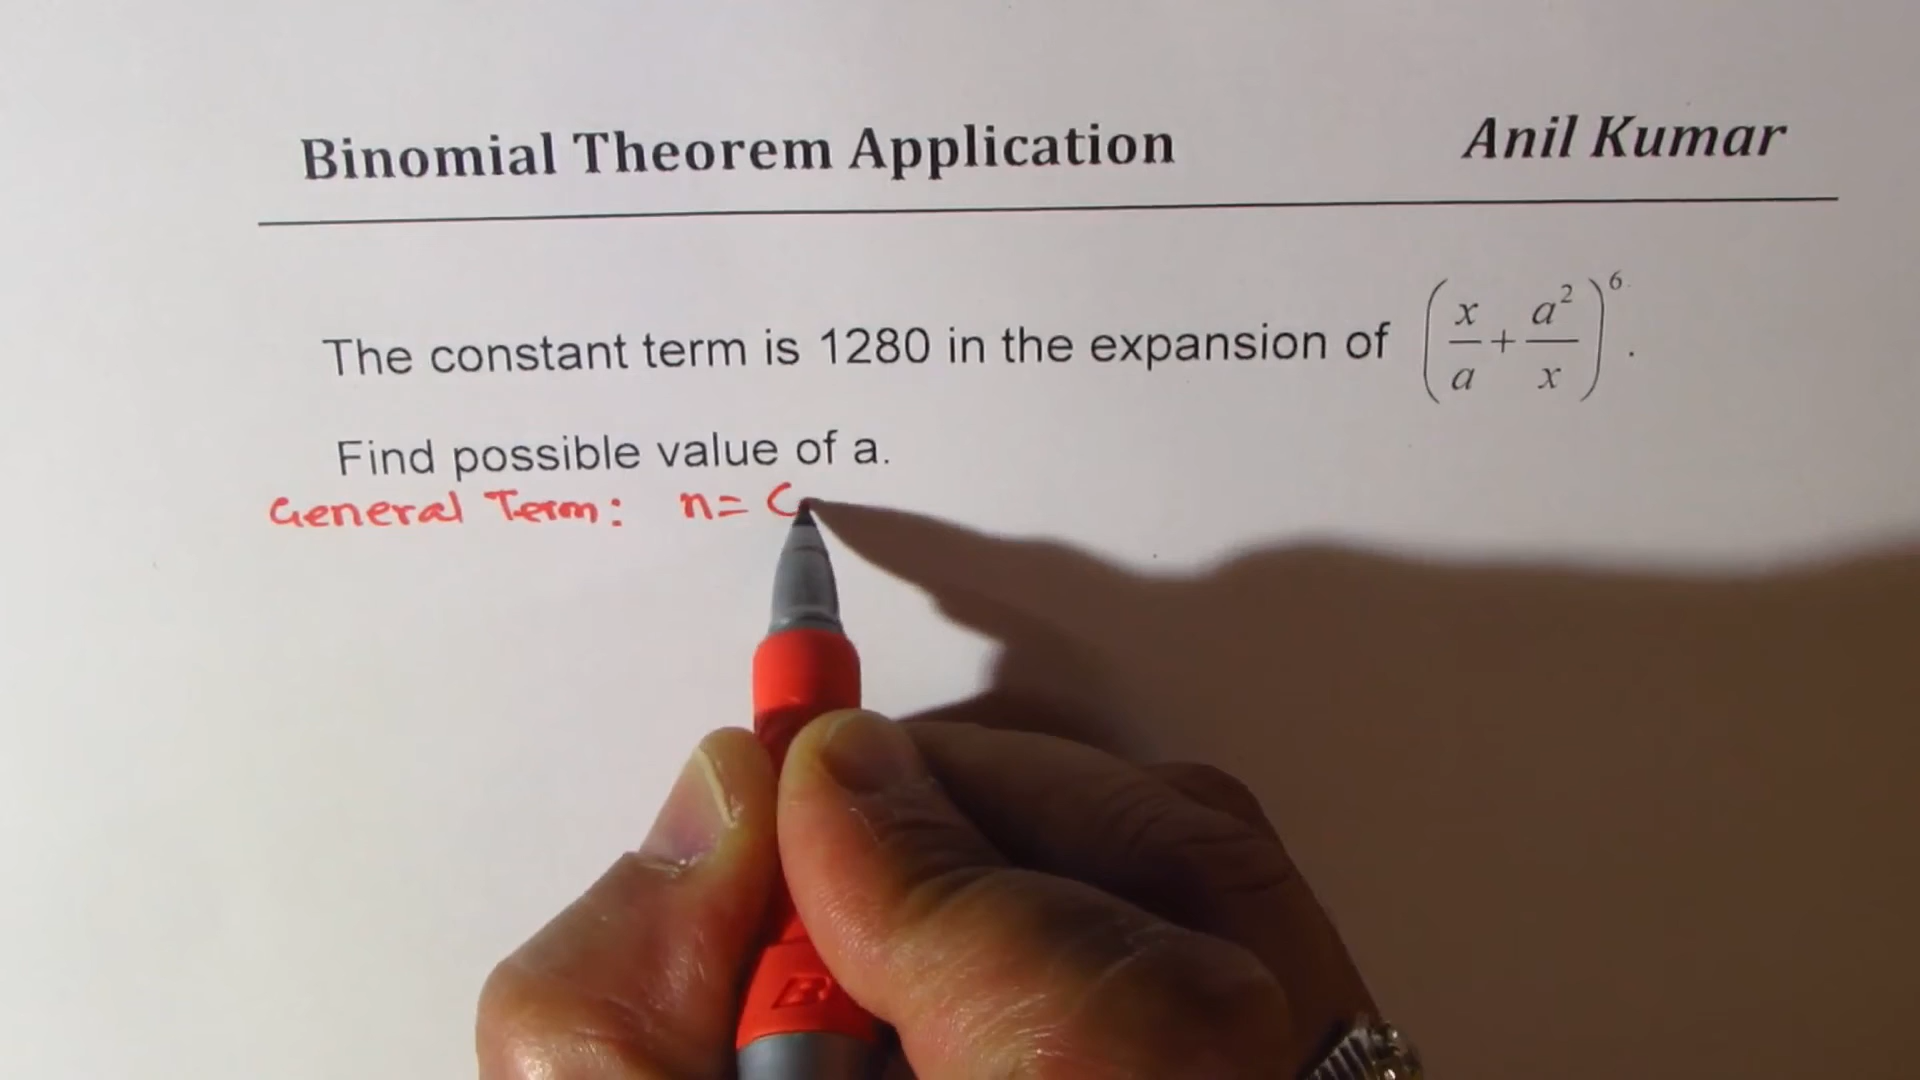 Binomial Theorem Application Anil Kumar
The constant term is 1280 in the expansion of (x/a + a²/x)⁶.
Find possible value of a.
General Term: n=
B